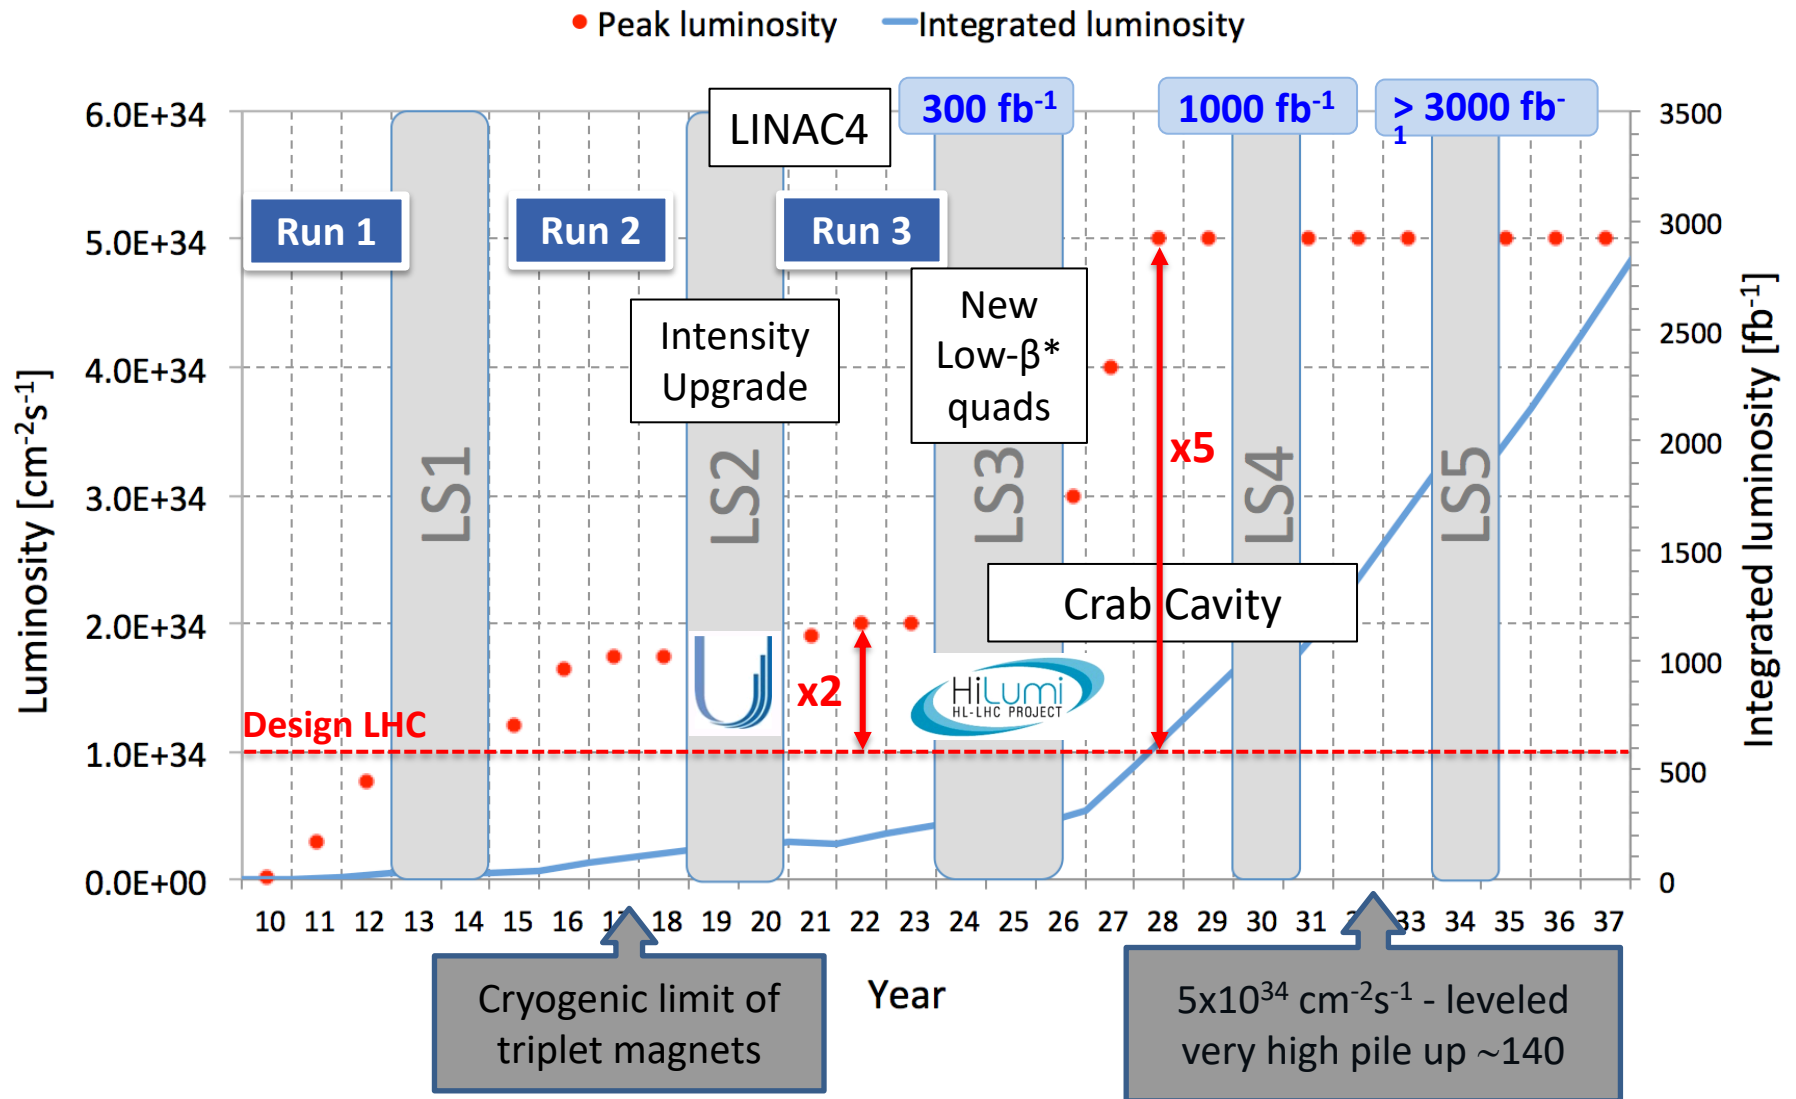 Peak luminosity Integrated luminosity
LINAC4
300 fb-1
1000 fb-1
> 3000 fb-
1
6.0E+34
5.0E+34
4.0E+34
3.0E+34
2.0E+34
1.0E+34
0.0E+00
Luminosity [cm-2s-1]
Run 1
Run 2
Run 3
Intensity
Upgrade
New
Low-β*
quads
LS1
LS2
LS3
LS4
LS5
x5
Crab Cavity
x2
HiLumi
HL-LHC PROJECT
Design LHC
3500
3000
2500
2000
1500
1000
500
0
Integrated luminosity [fb-1]
10 11 12 13 14 15 16 17 18 19 20 21 22 23 24 25 26 27 28 29 30 31 33 34 35 36 37
Year
Cryogenic limit of
triplet magnets
5x1034 cm-2s-1 - leveled
very high pile up ~140